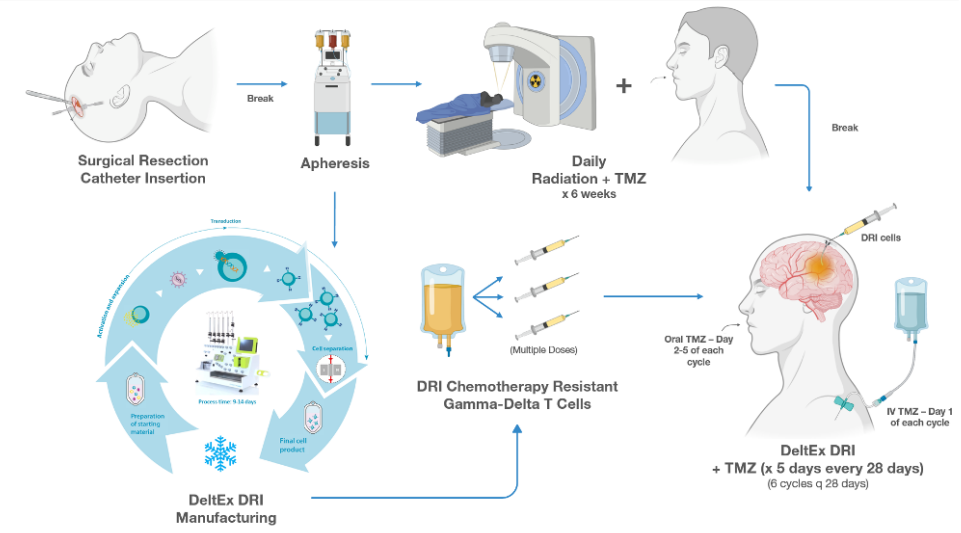 Break
Surgical Resection
Catheter Insertion
Apheresis
+
Daily
Radiation + TMZ
x 6 weeks
Break
Transduction
Activation and expansion
Cell separation
Process time: 9-14 days
Preparation
of starting
material
Final cell
product
DeltEx DRI
Manufacturing
(Multiple Doses)
DRI Chemotherapy Resistant
Gamma-Delta T Cells
DRI cells
Oral TMZ – Day
2-5 of each
cycle
IV TMZ – Day 1
of each cycle
DeltEx DRI
+ TMZ (x 5 days every 28 days)
(6 cycles q 28 days)